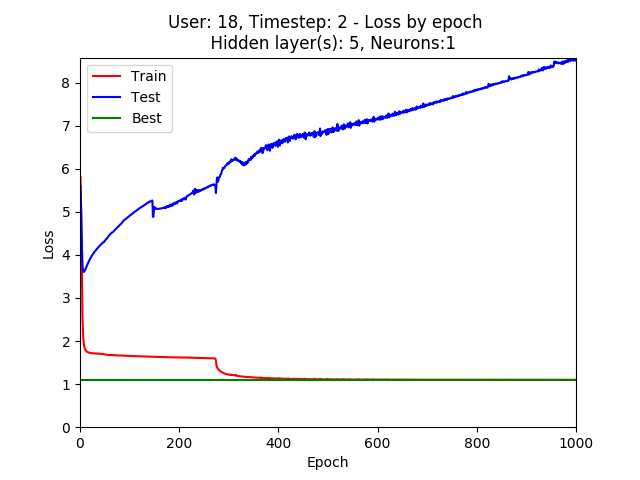 User: 18, Timestep: 2 - Loss by epoch
Hidden layer(s): 5, Neurons:1
Train
Test
Best
Loss
8
7
6
5
4
3
2
1
0
0 200 400 600 800 1000
Epoch